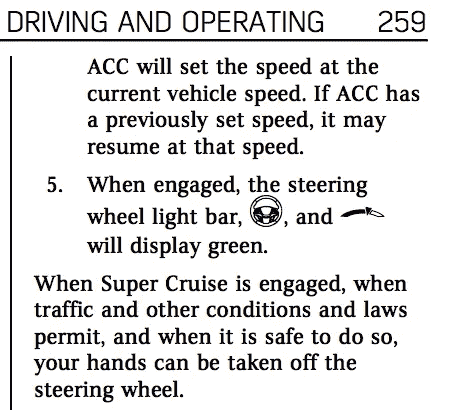 DRIVING AND OPERATING 259
ACC will set the speed at the
current vehicle speed. If ACC has
a previously set speed, it may
resume at that speed.
5. When engaged, the steering
wheel light bar, , and
will display green.
When Super Cruise is engaged, when
traffic and other conditions and laws
permit, and when it is safe to do so,
your hands can be taken off the
steering wheel.